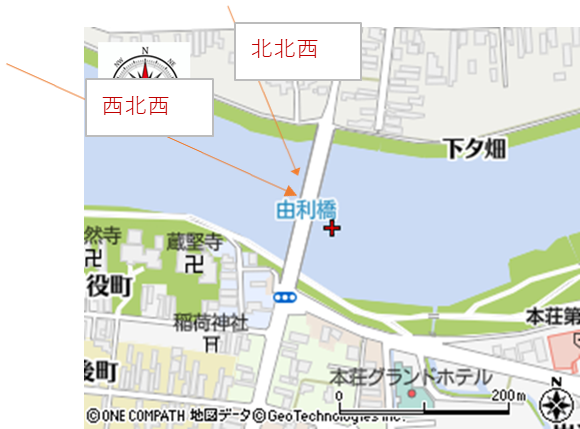 北北西
N
西北西
下タ畑
由利橋
然寺
蔵堅寺
役町
稲荷神社
本荘第
後町
本荘グランドホテル
0
200m
N
©ONE COMPATH 地図データ©GeoTechnologies Inc.